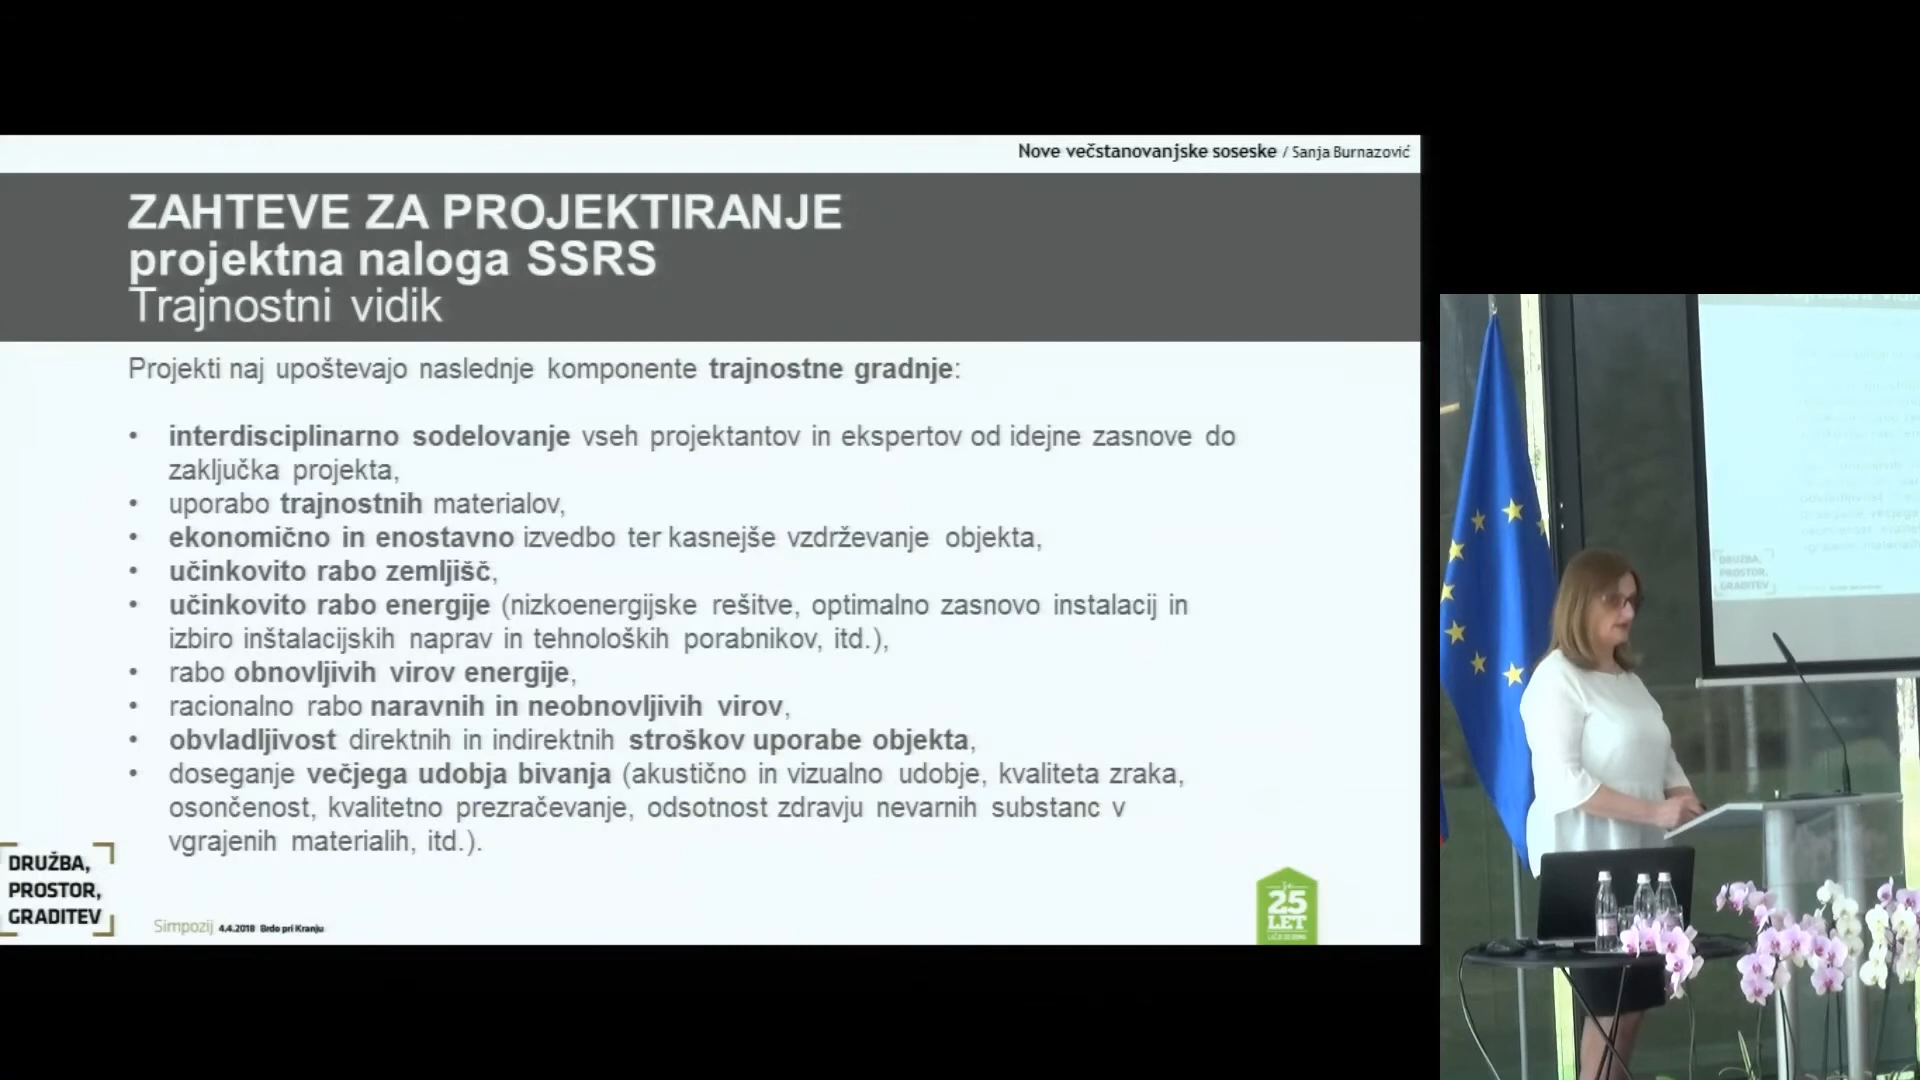 Nove večstanovanjske soseske / Sanja Burnazović
ZAHTEVE ZA PROJEKTIRANJE
projektna naloga SSRS
Trajnostni vidik
Projekti naj upoštevajo naslednje komponente trajnostne gradnje:
• interdisciplinarno sodelovanje vseh projektantov in ekspertov od idejne zasnove do
zaključka projekta,
• uporabo trajnostnih materialov,
• ekonomično in enostavno izvedbo ter kasnejše vzdrževanje objekta,
• učinkovito rabo zemljišč,
• učinkovito rabo energije (nizkoenergijske rešitve, optimalno zasnovo instalacij in
izbiro inštalacijskih naprav in tehnoloških porabnikov, itd.),
• rabo obnovljivih virov energije,
• racionalno rabo naravnih in neobnovljivih virov,
• obvladljivost direktnih in indirektnih stroškov uporabe objekta,
• doseganje večjega udobja bivanja (akustično in vizualno udobje, kvaliteta zraka,
osončenost, kvalitetno prezračevanje, odsotnost zdravju nevarnih substanc v
vgrajenih materialih, itd.).
DRUŽBA,
PROSTOR,
GRADITEV
Simpozij 4.4.2018 Brdo pri Kranju
25
LET
DRUŽBA,
PROSTOR,
GRADITEV